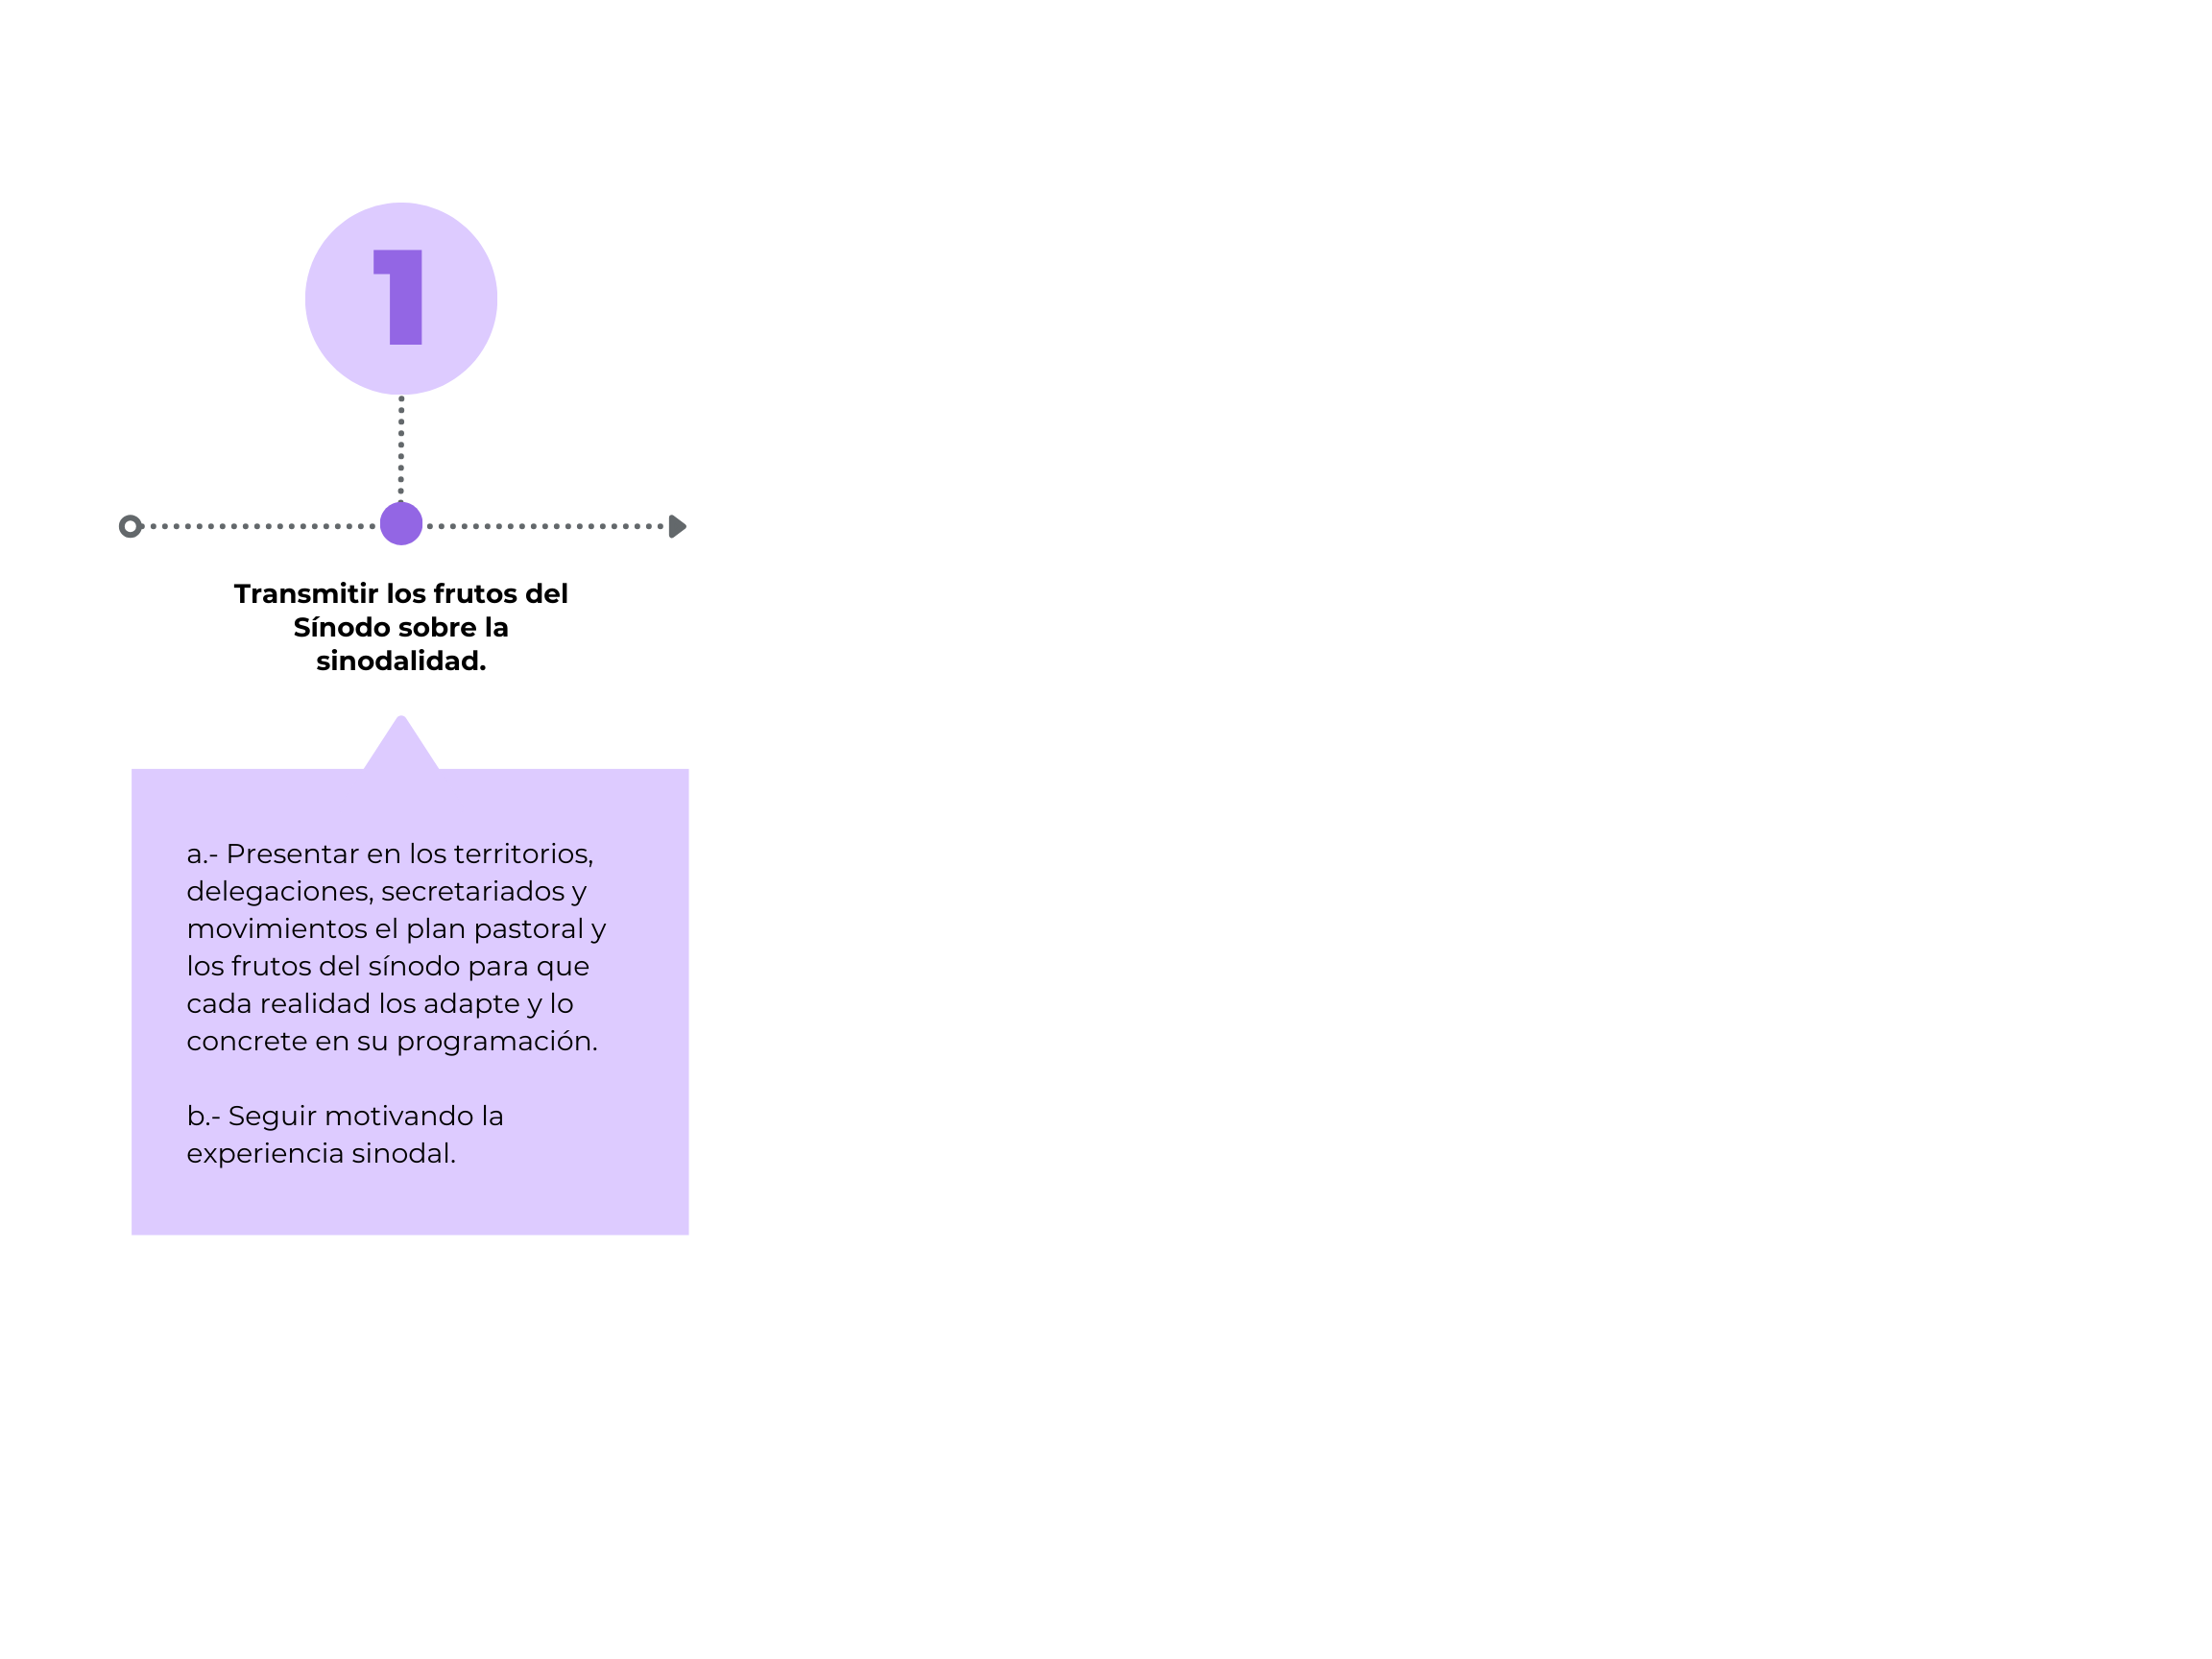 1
Transmitir los frutos del
Sínodo sobre la
sinodalidad.
a.- Presentar en los territorios,
delegaciones, secretariados y
movimientos el plan pastoral y
los frutos del sínodo para que
cada realidad los adapte y lo
concrete en su programación.
b.- Seguir motivando la
experiencia sinodal.